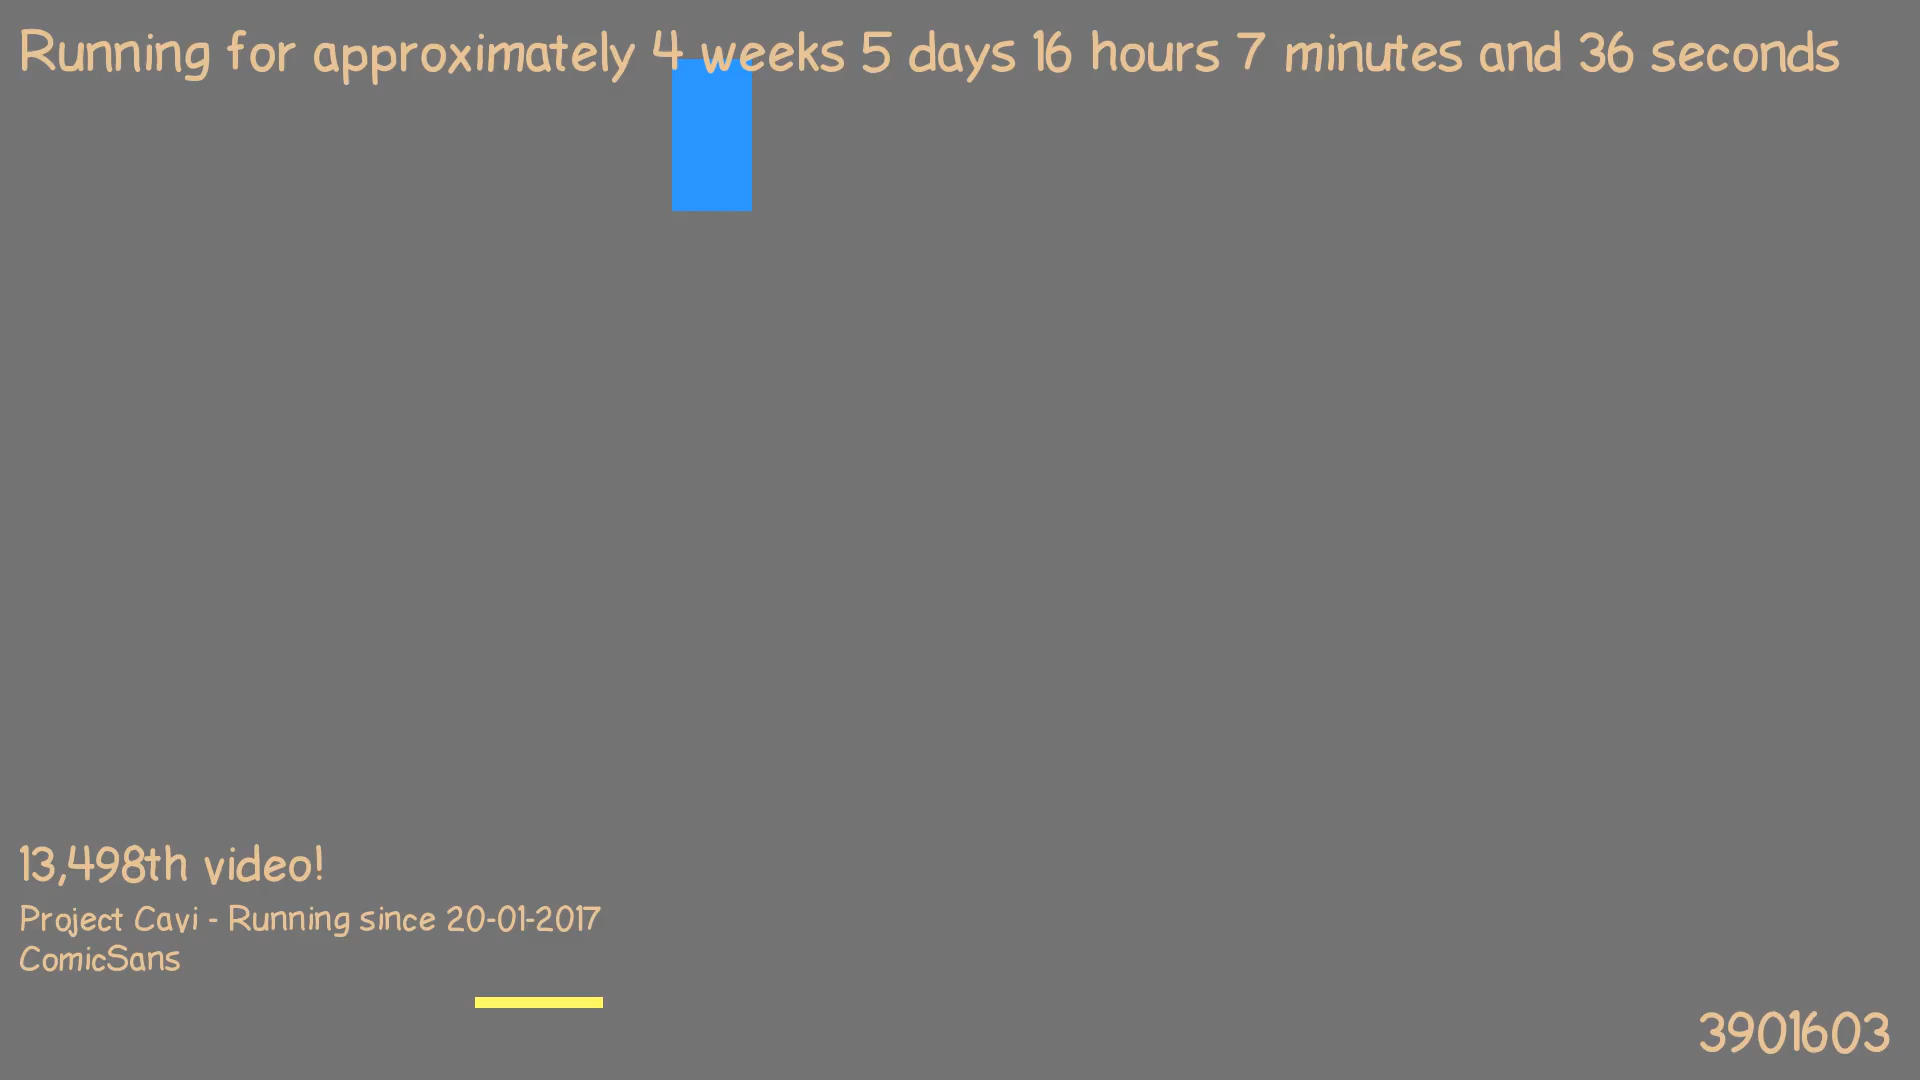 Running for approximately 4 weeks 5 days 16 hours 7 minutes and 36 seconds
13,498th video!
Project Cavi - Running since 20-01-2017
ComicSans
3901603